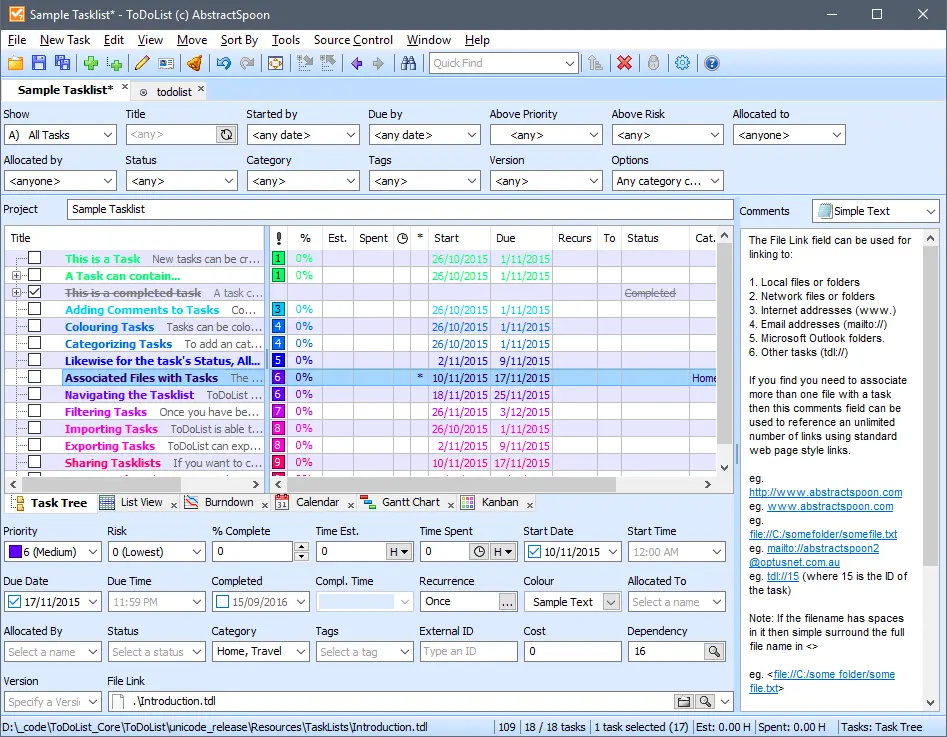 Sample Tasklist* - ToDoList (c) AbstractSpoon
File New Task Edit View Move Sort By Tools Source Control Window Help
Quick Find
Sample Tasklist* todolist
Show Title Started by Due by Above Priority Above Risk Allocated to
A) All Tasks <any> <any date> <any date> <any> <any> <anyone>
Allocated by Status Category Tags Version Options
<anyone> <any> <any> <any> <any> Any category c...
Project Sample Tasklist
Title ! % Est. Spent * Start Due Recurs To Status Cat.
This is a Task New tasks can be cr... 1 0% 26/10/2015 1/11/2015
A Task can contain... 1 0% 26/10/2015 1/11/2015
This is a completed task A task c... Completed
Adding Comments to Tasks Co... 3 0% 26/10/2015 1/11/2015
Colouring Tasks Tasks can be colo... 4 0% 26/10/2015 1/11/2015
Categorizing Tasks To add an cat... 4 0% 26/10/2015 1/11/2015
Likewise for the task's Status, All... 5 0% 2/11/2015 9/11/2015
Associated Files with Tasks The ... 6 0% * 10/11/2015 17/11/2015 Home
Navigating the Tasklist ToDoList ... 6 0% 18/11/2015 25/11/2015
Filtering Tasks Once you have be... 7 0% 26/11/2015 3/12/2015
Importing Tasks ToDoList is able t... 8 0% 26/10/2015 1/11/2015
Exporting Tasks ToDoList can exp... 8 0% 2/11/2015 9/11/2015
Sharing Tasklists If you want to c... 9 0% 10/11/2015 17/11/2015
Task Tree List View Burndown 31 Calendar Gantt Chart Kanban
Priority Risk % Complete Time Est. Time Spent Start Date Start Time
6 (Medium) 0 (Lowest) 0 0 H 0 H 10/11/2015 12:00 AM
Due Date Due Time Completed Compl. Time Recurrence Colour Allocated To
17/11/2015 11:59 PM 15/09/2016 Once ... Sample Text Select a name
Allocated By Status Category Tags External ID Cost Dependency
Select a name Select a status Home, Travel Select a tag Type an ID 0 16
Version File Link
Specify a Versi .\Introduction.tdl
Comments Simple Text
The File Link field can be used for
linking to:
1. Local files or folders
2. Network files or folders
3. Internet addresses (www.)
4. Email addresses (mailto://)
5. Microsoft Outlook folders.
6. Other tasks (tdl://)
If you find you need to associate
more than one file with a task
then this comments field can be
used to reference an unlimited
number of links using standard
web page style links.
eg.
http://www.abstractspoon.com
eg. www.abstractspoon.com
eg.
file://C:/somefolder/somefile.txt
eg. mailto://abstractspoon2
@optusnet.com.au
eg. tdl://15 (where 15 is the ID of
the task)
Note: If the filename has spaces
in it then simple surround the full
file name in <>
eg. <file://C:/some folder/some
file.txt>
D:\_code\ToDoList_Core\ToDoList\unicode_release\Resources\TaskLists\Introduction.tdl 109 18 / 18 tasks 1 task selected (17) Est: 0.00 H Spent: 0.00 H Tasks: Task Tree